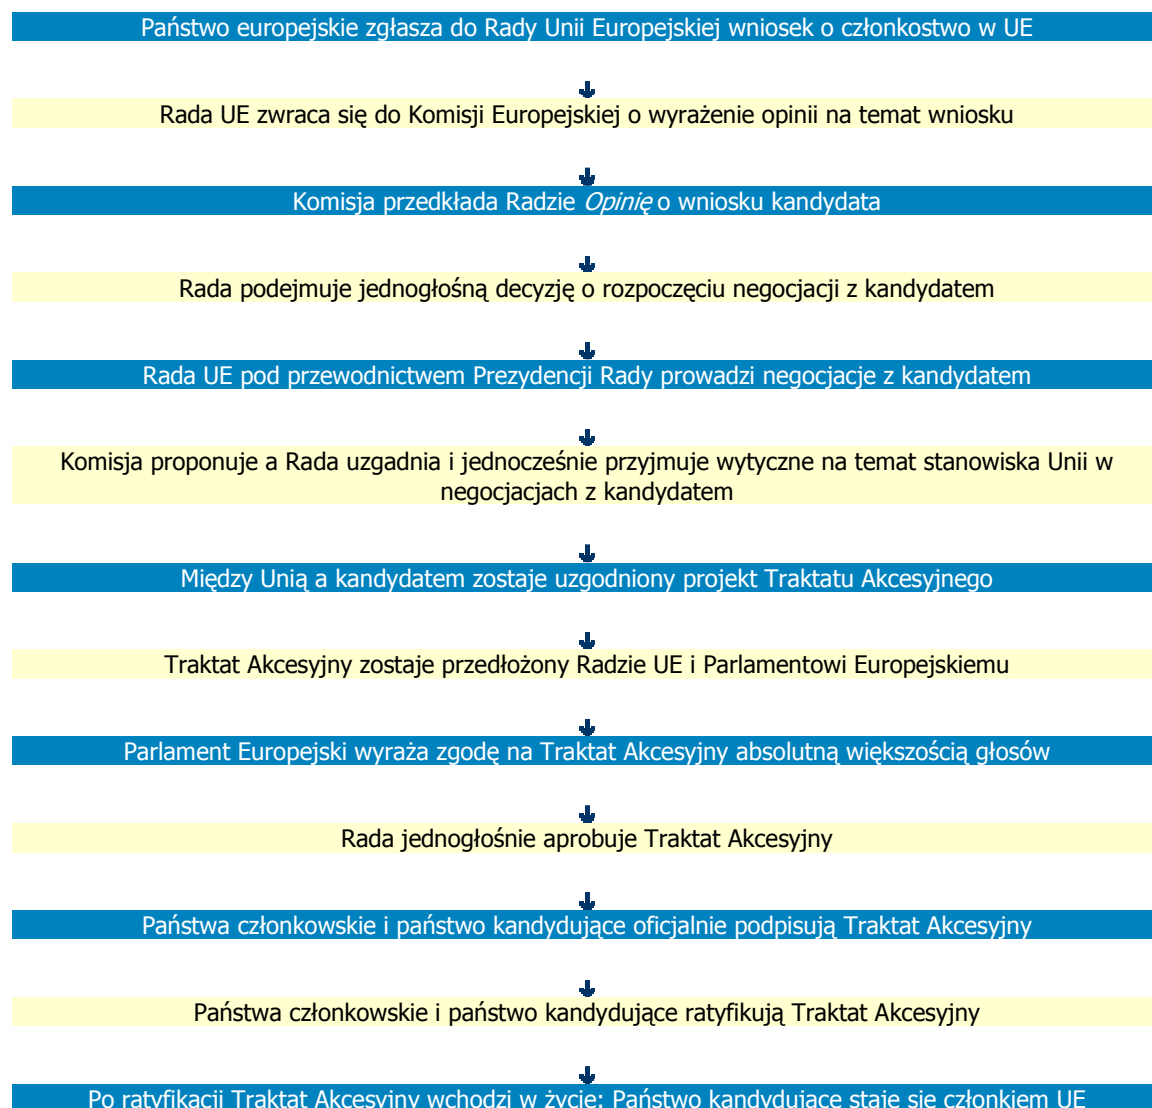 Państwo europejskie zgłasza do Rady Unii Europejskiej wniosek o członkostwo w UE
Rada UE zwraca się do Komisji Europejskiej o wyrażenie opinii na temat wniosku
Komisja przedkłada Radzie Opinię o wniosku kandydata
Rada podejmuje jednogłośną decyzję o rozpoczęciu negocjacji z kandydatem
Rada UE pod przewodnictwem Prezydencji Rady prowadzi negocjacje z kandydatem
Komisja proponuje a Rada uzgadnia i jednocześnie przyjmuje wytyczne na temat stanowiska Unii w
negocjacjach z kandydatem
Między Unią a kandydatem zostaje uzgodniony projekt Traktatu Akcesyjnego
Traktat Akcesyjny zostaje przedłożony Radzie UE i Parlamentowi Europejskiemu
Parlament Europejski wyraża zgodę na Traktat Akcesyjny absolutną większością głosów
Rada jednogłośnie aprobuje Traktat Akcesyjny
Państwa członkowskie i państwo kandydujące oficjalnie podpisują Traktat Akcesyjny
Państwa członkowskie i państwo kandydujące ratyfikują Traktat Akcesyjny
Po ratyfikacji Traktat Akcesyjny wchodzi w życie: Państwo kandydujące staje się członkiem UE